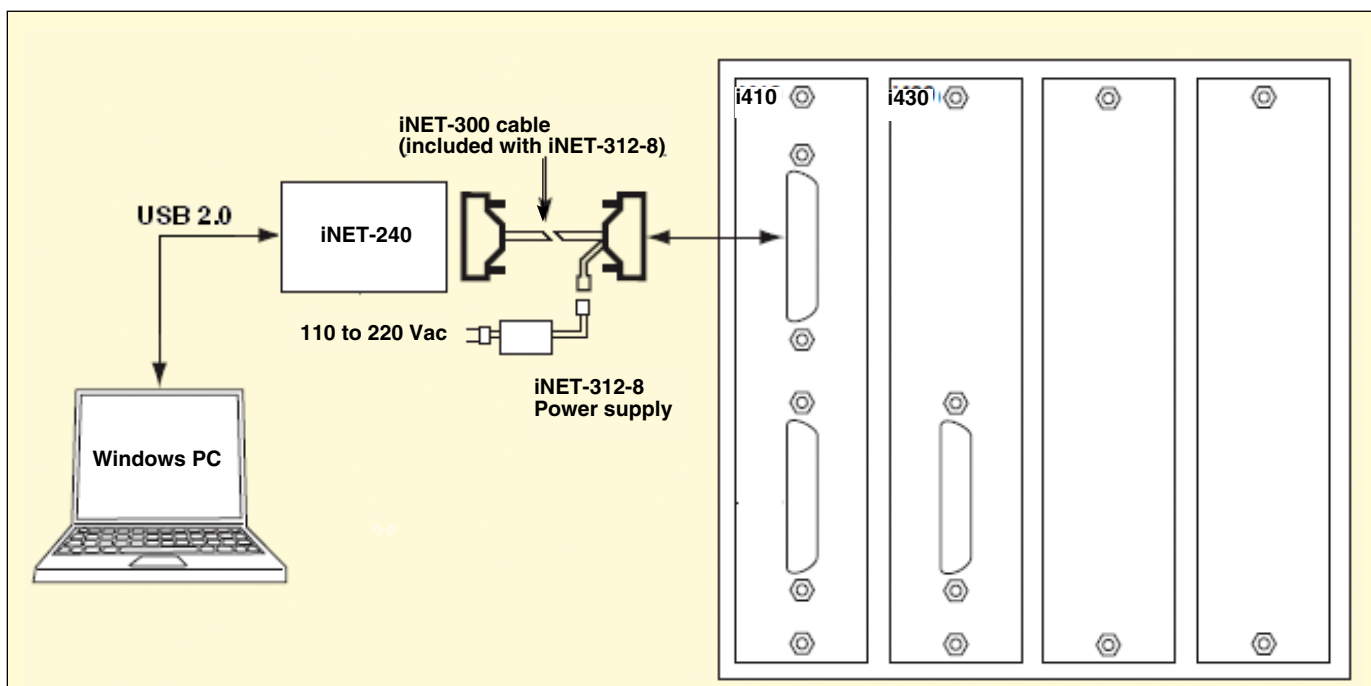 i410
i430
iNET-300 cable
(included with iNET-312-8)
USB 2.0
iNET-240
110 to 220 Vac
iNET-312-8
Power supply
Windows PC